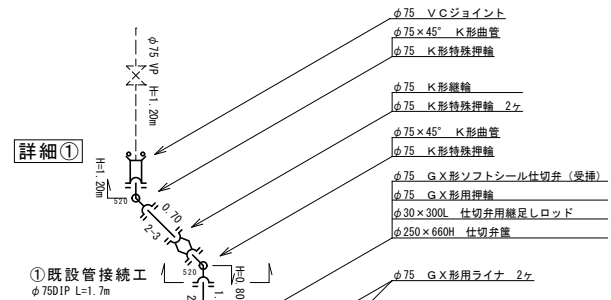 φ75 VCジョイント
φ75×45° K形曲管
φ75 K形特殊押輪
φ75 K形継輪
φ75 K形特殊押輪 2ヶ
φ75×45° K形曲管
φ75 K形特殊押輪
φ75 GX形ソフトシール仕切弁(受挿)
φ75 GX形用押輪
φ30×300L 仕切弁用継足しロッド
φ250×660H 仕切弁筐
φ75 GX形用ライナ 2ヶ
φ75 VP H=1.20m
詳細①
H=1.20m
520
0.70
2-3
520
H=0.80
①既設管接続工
φ75DIP L=1.7m